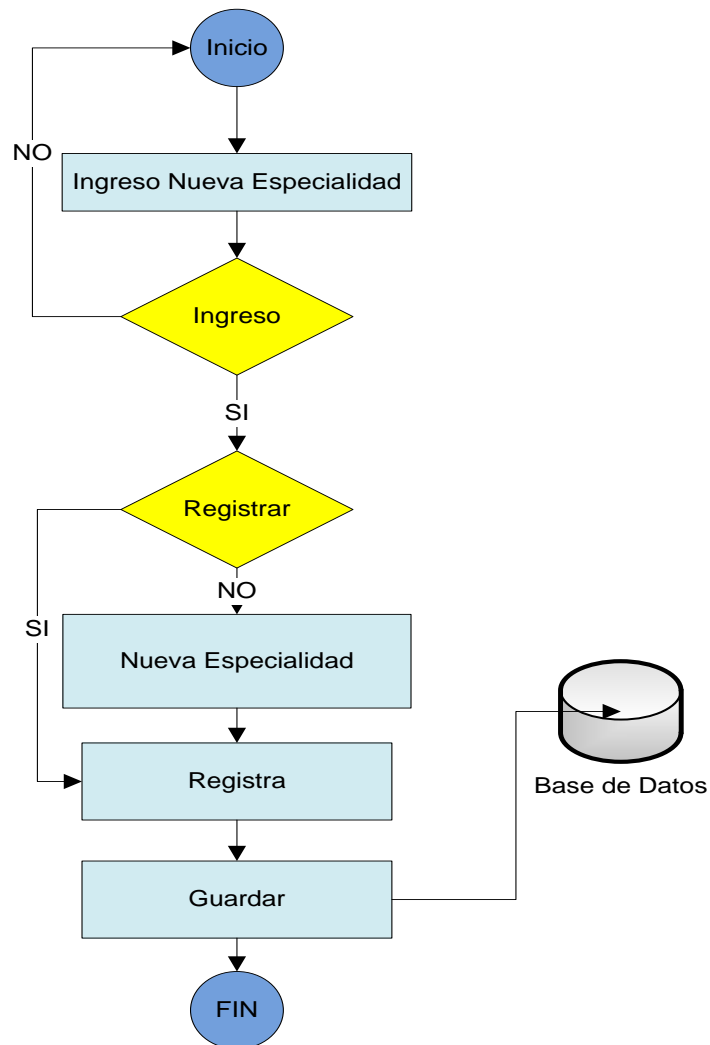 Inicio
NO
Ingreso Nueva Especialidad
Ingreso
SI
Registrar
NO
SI
Nueva Especialidad
Registra
Base de Datos
Guardar
FIN